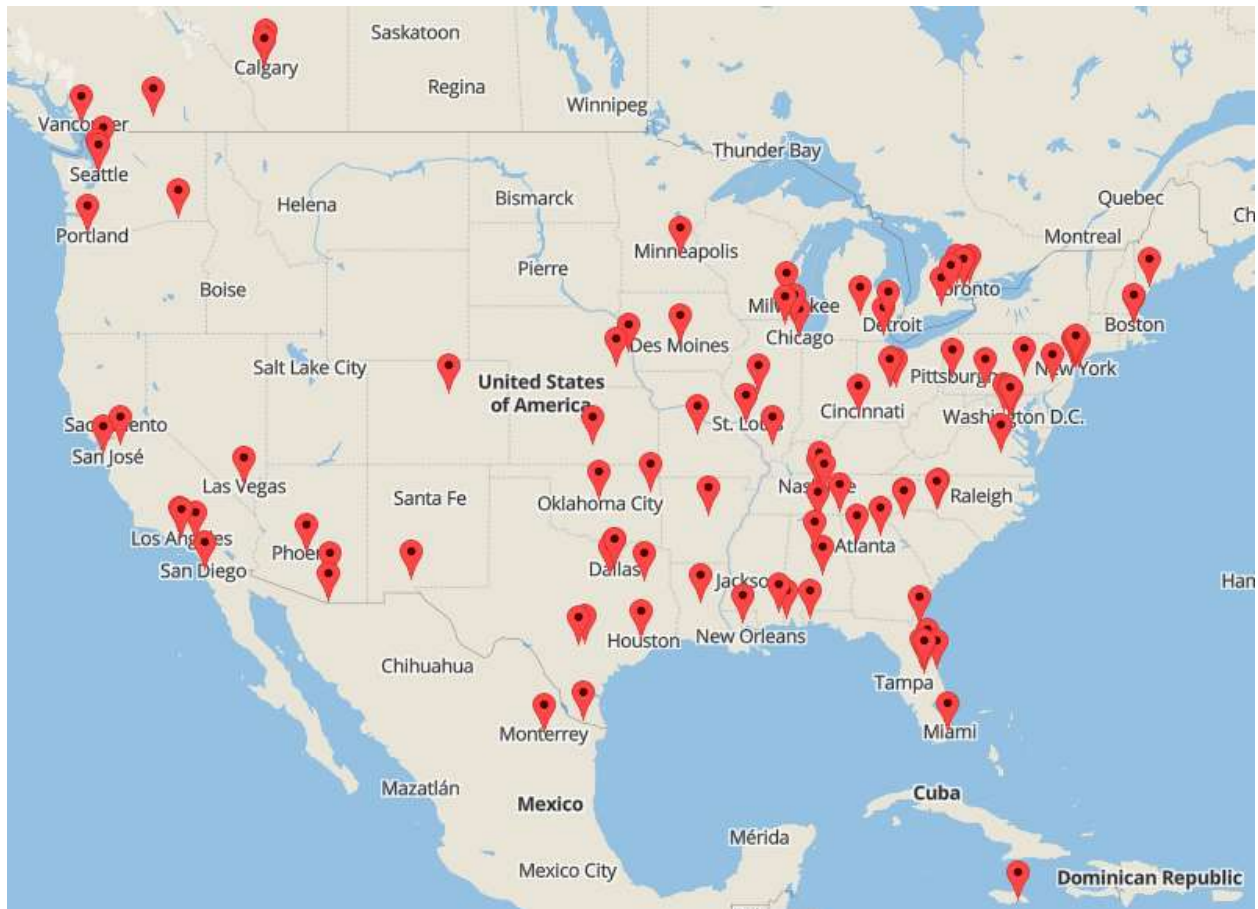 Saskatoon
Calgary
Regina
Winnipeg
Vancouver
Thunder Bay
Seattle
Quebec
Helena
Bismarck
Ch
Portland
Montreal
Minneapolis
Pierre
Boise
Toronto
Milwaukee
Detroit
Boston
Chicago
Des Moines
Salt Lake City
New York
Pittsburgh
United States
of America
Cincinnati
Washington D.C.
Sacramento
St. Louis
San José
Las Vegas
Nashville
Raleigh
Santa Fe
Oklahoma City
Los Angeles
Phoenix
Atlanta
San Diego
Dallas
Jackson
Ham
New Orleans
Houston
Chihuahua
Tampa
Monterrey
Miami
Mazatlán
Mexico
Cuba
Mérida
Mexico City
Dominican Republic